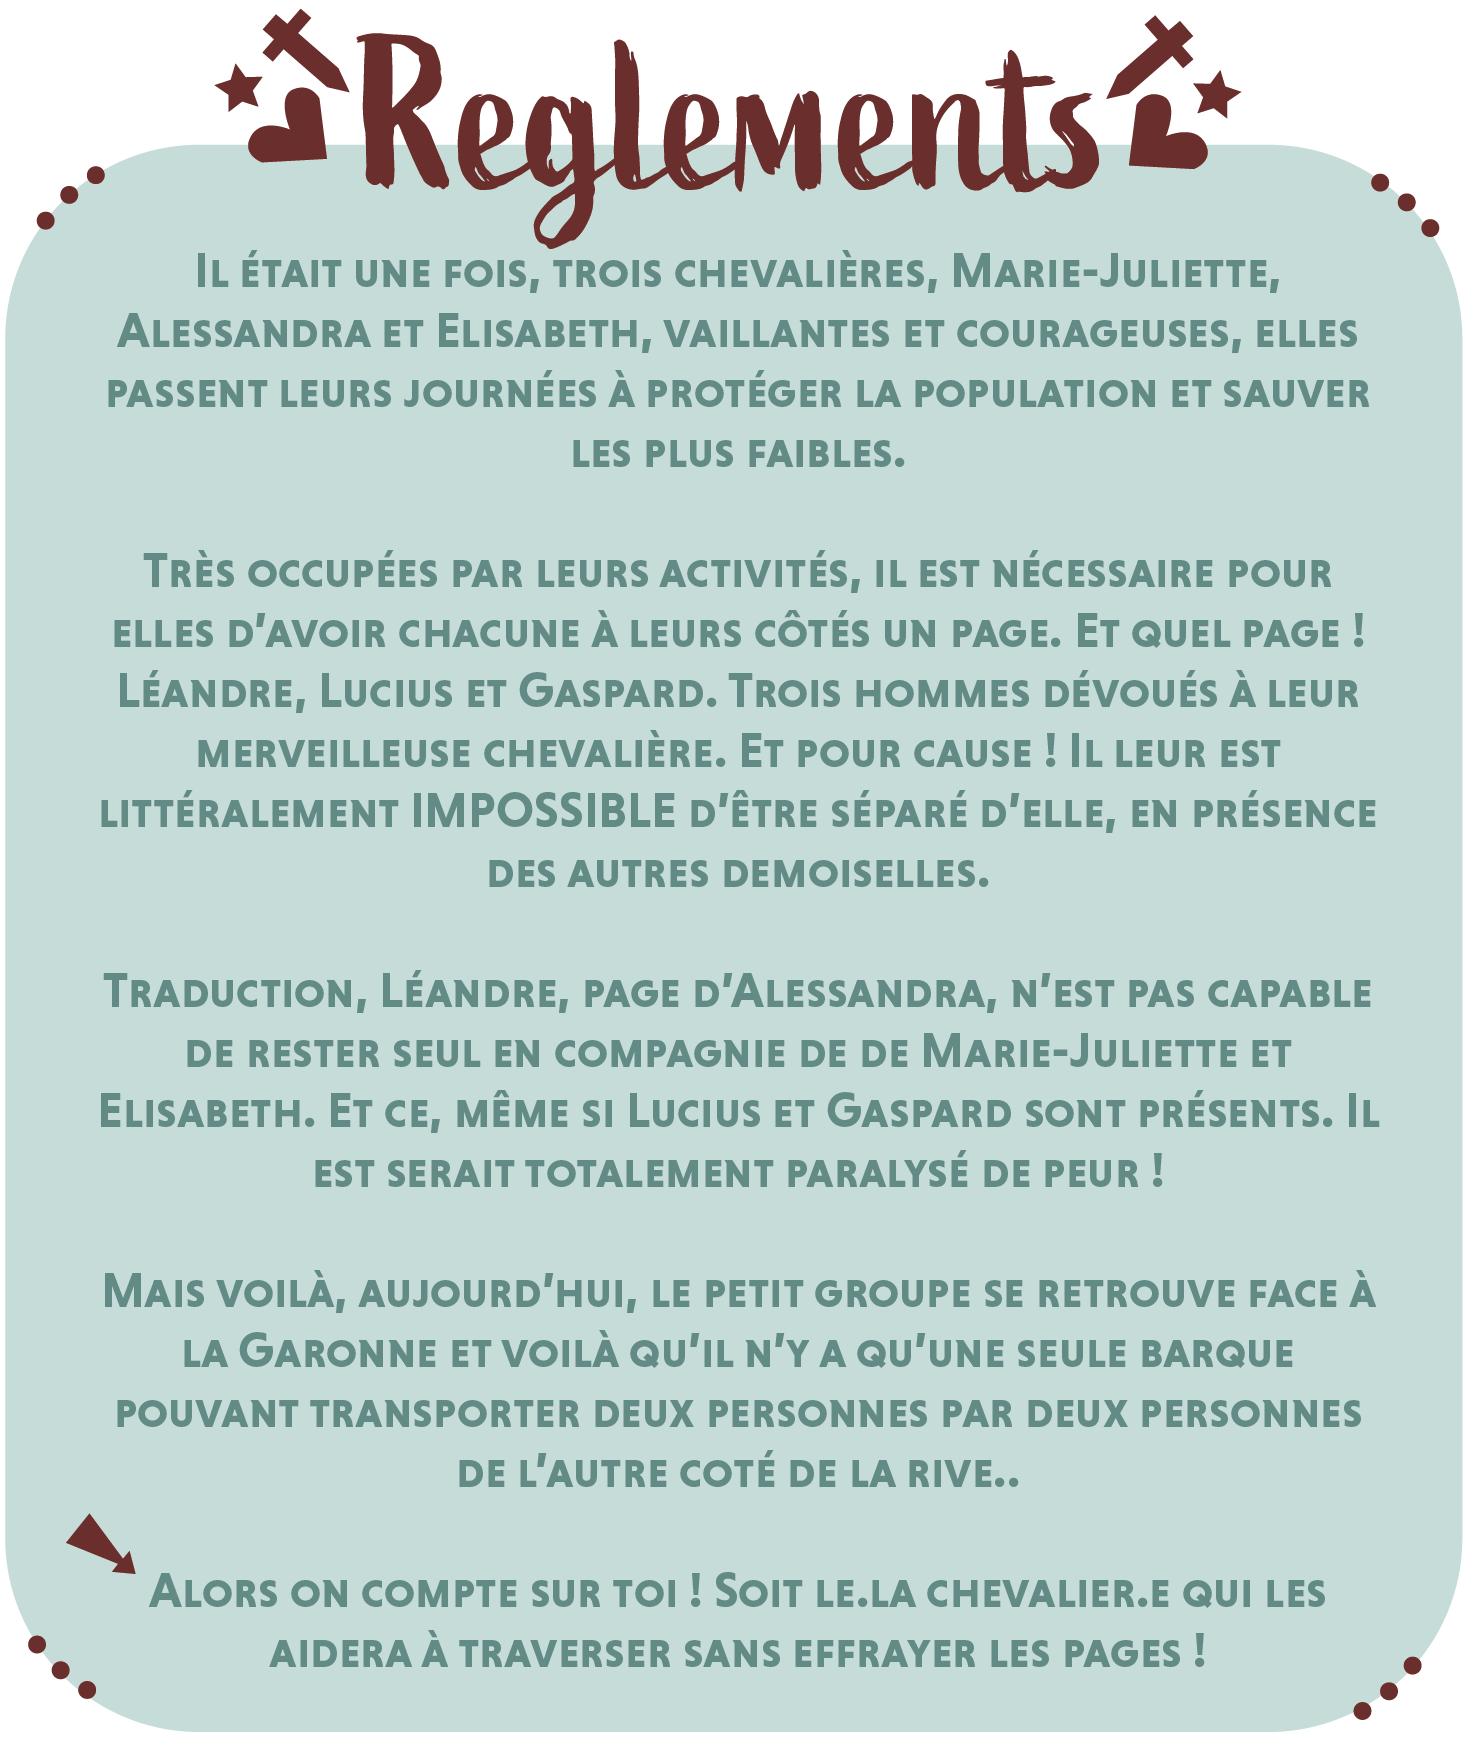 Reglements
Il était une fois, trois chevalières, Marie-Juliette,
Alessandra et Elisabeth, vaillantes et courageuses, elles
passent leurs journées à protéger la population et sauver
les plus faibles.
Très occupées par leurs activités, il est nécessaire pour
elles d'avoir chacune à leurs côtés un page. Et quel page !
Léandre, Lucius et Gaspard. Trois hommes dévoués à leur
merveilleuse chevalière. Et pour cause ! Il leur est
littéralement IMPOSSIBLE d'être séparé d'elle, en présence
des autres demoiselles.
Traduction, Léandre, page d'Alessandra, n'est pas capable
de rester seul en compagnie de de Marie-Juliette et
Elisabeth. Et ce, même si Lucius et Gaspard sont présents. Il
est serait totalement paralysé de peur !
Mais voilà, aujourd'hui, le petit groupe se retrouve face à
la Garonne et voilà qu'il n'y a qu'une seule barque
pouvant transporter deux personnes par deux personnes
de l'autre coté de la rive..
Alors on compte sur toi ! Soit le.la chevalier.e qui les
aidera à traverser sans effrayer les pages !